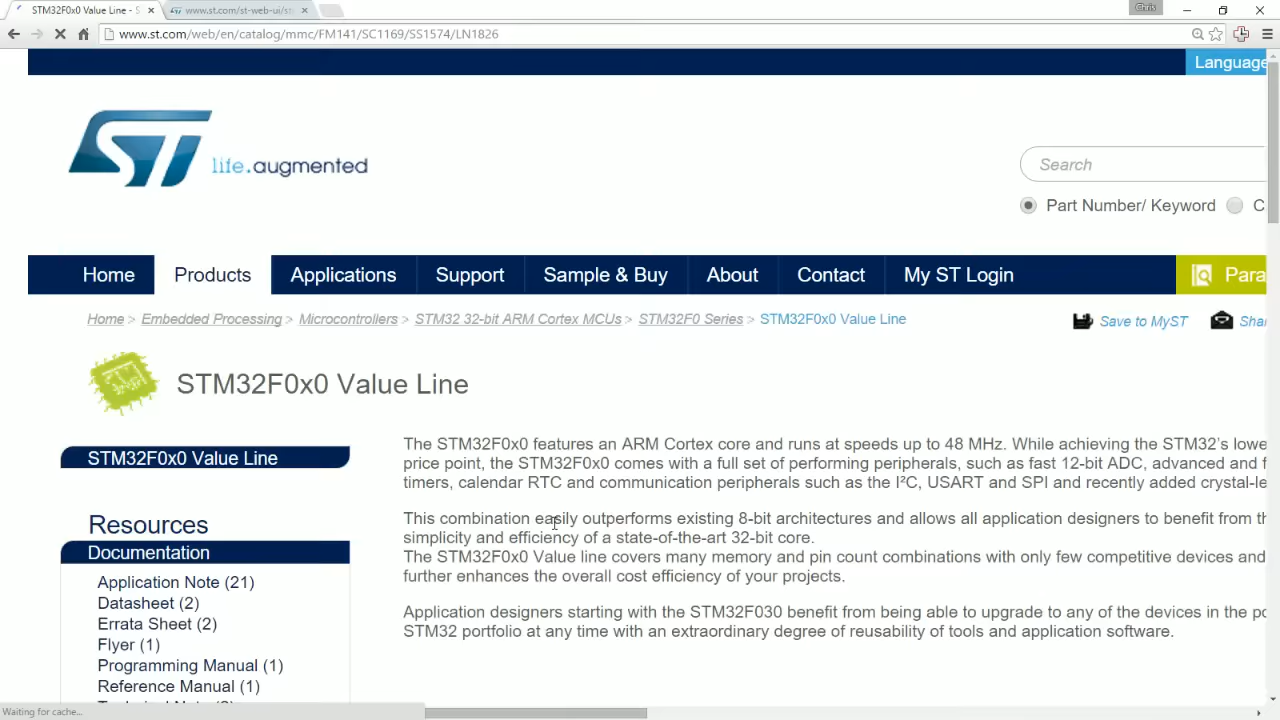 STM32F0x0 Value Line - S
www.st.com/st-web-ui/st
Chris
www.st.com/web/en/catalog/mmc/FM141/SC1169/SS1574/LN1826
Language
ST
life.augmented
Search
Part Number/ Keyword C
Home Products Applications Support Sample & Buy About Contact My ST Login Para
Home > Embedded Processing > Microcontrollers > STM32 32-bit ARM Cortex MCUs > STM32F0 Series > STM32F0x0 Value Line
Save to MyST Shar
STM32F0x0 Value Line
STM32F0x0 Value Line
Resources
Documentation
Application Note (21)
Datasheet (2)
Errata Sheet (2)
Flyer (1)
Programming Manual (1)
Reference Manual (1)
The STM32F0x0 features an ARM Cortex core and runs at speeds up to 48 MHz. While achieving the STM32's lowe
price point, the STM32F0x0 comes with a full set of performing peripherals, such as fast 12-bit ADC, advanced and f
timers, calendar RTC and communication peripherals such as the I²C, USART and SPI and recently added crystal-le
This combination easily outperforms existing 8-bit architectures and allows all application designers to benefit from th
simplicity and efficiency of a state-of-the-art 32-bit core.
The STM32F0x0 Value line covers many memory and pin count combinations with only few competitive devices and
further enhances the overall cost efficiency of your projects.
Application designers starting with the STM32F030 benefit from being able to upgrade to any of the devices in the po
STM32 portfolio at any time with an extraordinary degree of reusability of tools and application software.
Waiting for cache...